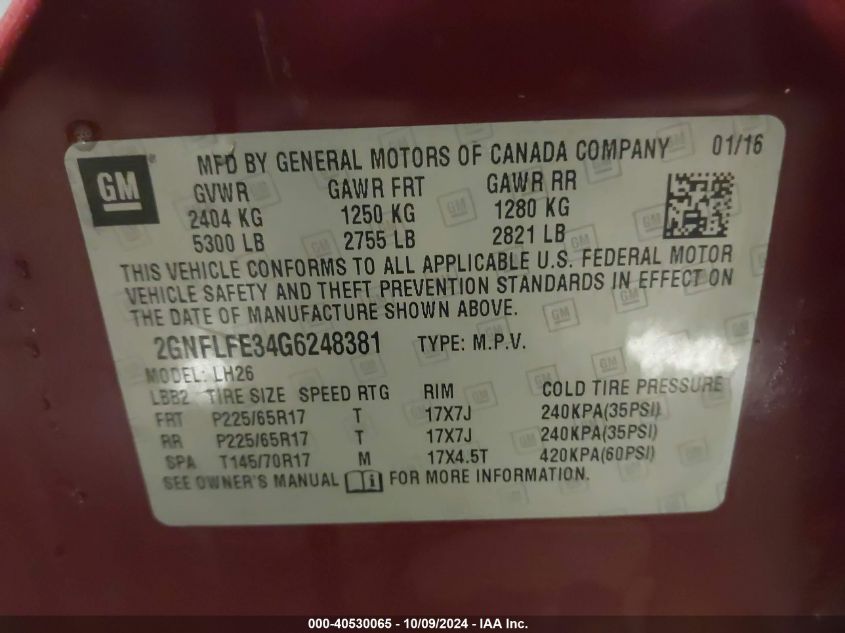 GM ® MFD BY GENERAL MOTORS OF CANADA COMPANY 01/16
GVWR GAWR FRT GAWR RR
2404 KG 1250 KG 1280 KG
5300 LB 2755 LB 2821 LB
THIS VEHICLE CONFORMS TO ALL APPLICABLE U.S. FEDERAL MOTOR
VEHICLE SAFETY AND THEFT PREVENTION STANDARDS IN EFFECT ON
THE DATE OF MANUFACTURE SHOWN ABOVE.
2GNFLFE34G6248381 TYPE: M.P.V.
MODEL: LH26
LBB2 TIRE SIZE SPEED RTG RIM COLD TIRE PRESSURE
FRT P225/65R17 T 17X7J 240KPA(35PSI)
RR P225/65R17 T 17X7J 240KPA(35PSI)
SPA T145/70R17 M 17X4.5T 420KPA(60PSI)
SEE OWNER'S MANUAL i FOR MORE INFORMATION.
000-40530065 - 10/09/2024 - IAA Inc.